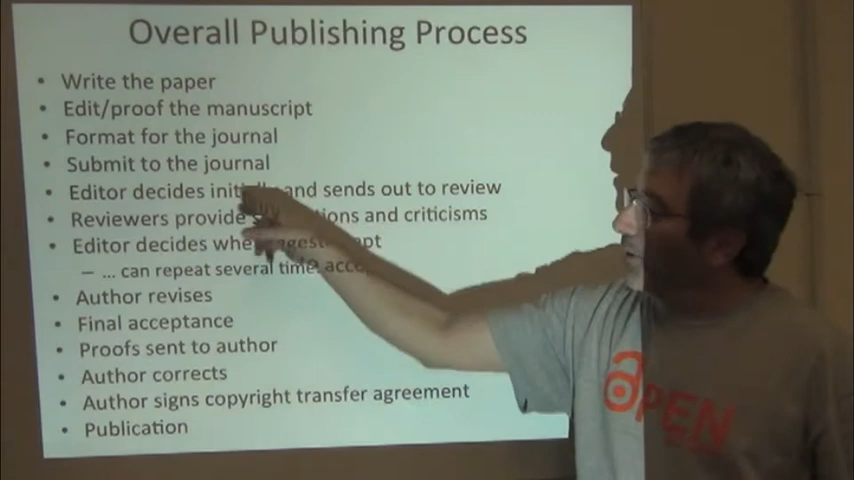 Overall Publishing Process
• Write the paper
• Edit/proof the manuscript
• Format for the journal
• Submit to the journal
• Editor decides and sends out to review
• Reviewers provide and criticisms
• Editor decides
– ... can repeat several
• Author revises
• Final acceptance
• Proofs sent to author
• Author corrects
• Author signs copyright transfer agreement
• Publication
OPEN